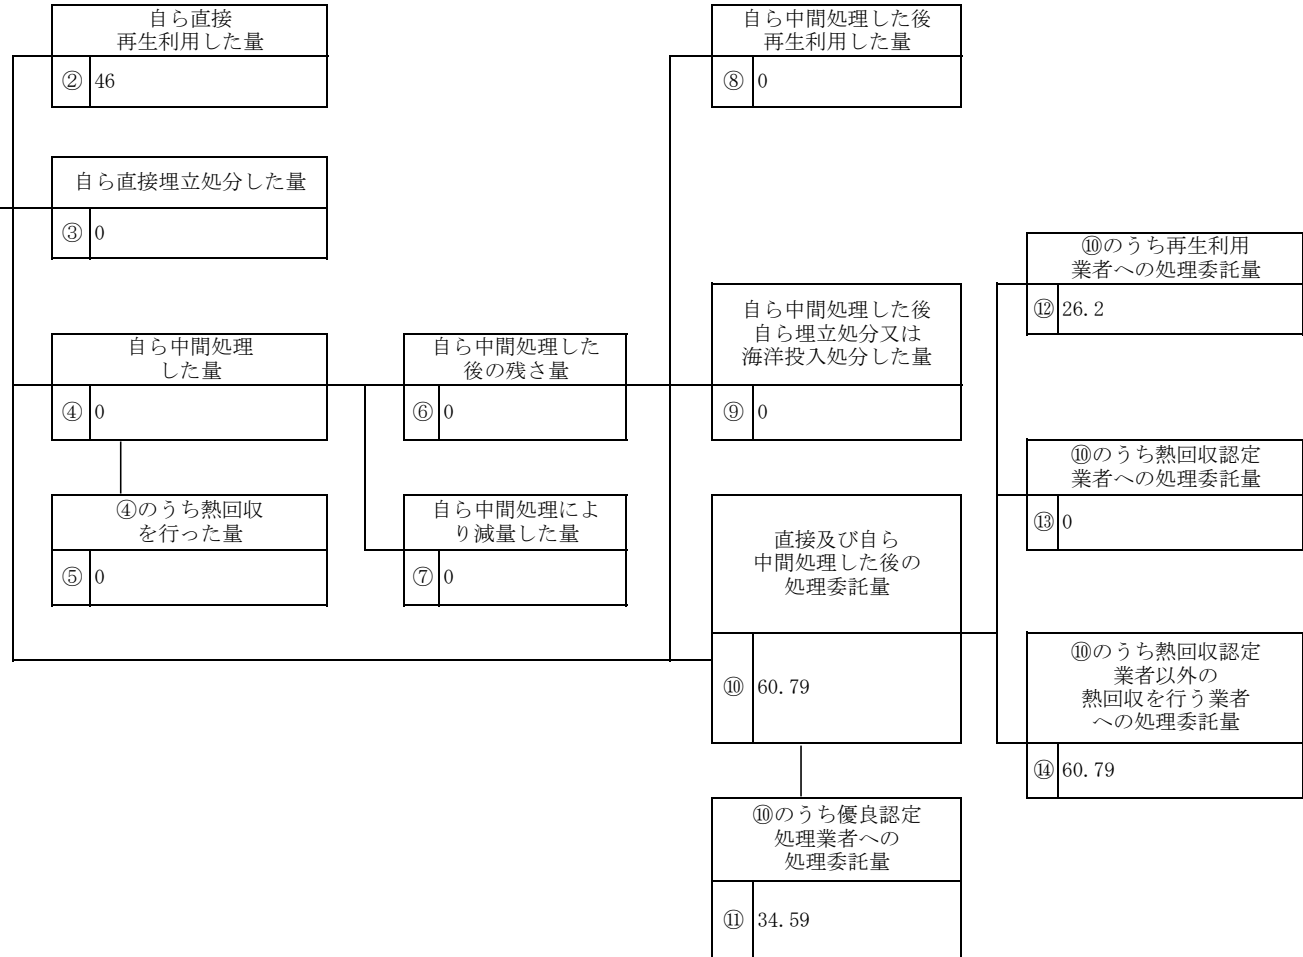 自ら直接
再生利用した量
② 46
自ら中間処理した後
再生利用した量
⑧ 0
自ら直接埋立処分した量
③ 0
⑩のうち再生利用
業者への処理委託量
⑫ 26.2
自ら中間処理した後
自ら埋立処分又は
海洋投入処分した量
⑨ 0
自ら中間処理
した量
④ 0
自ら中間処理した
後の残さ量
⑥ 0
⑩のうち熱回収認定
業者への処理委託量
⑬ 0
④のうち熱回収
を行った量
⑤ 0
自ら中間処理によ
り減量した量
⑦ 0
直接及び自ら
中間処理した後の
処理委託量
⑩ 60.79
⑩のうち熱回収認定
業者以外の
熱回収を行う業者
への処理委託量
⑭ 60.79
⑩のうち優良認定
処理業者への
処理委託量
⑪ 34.59